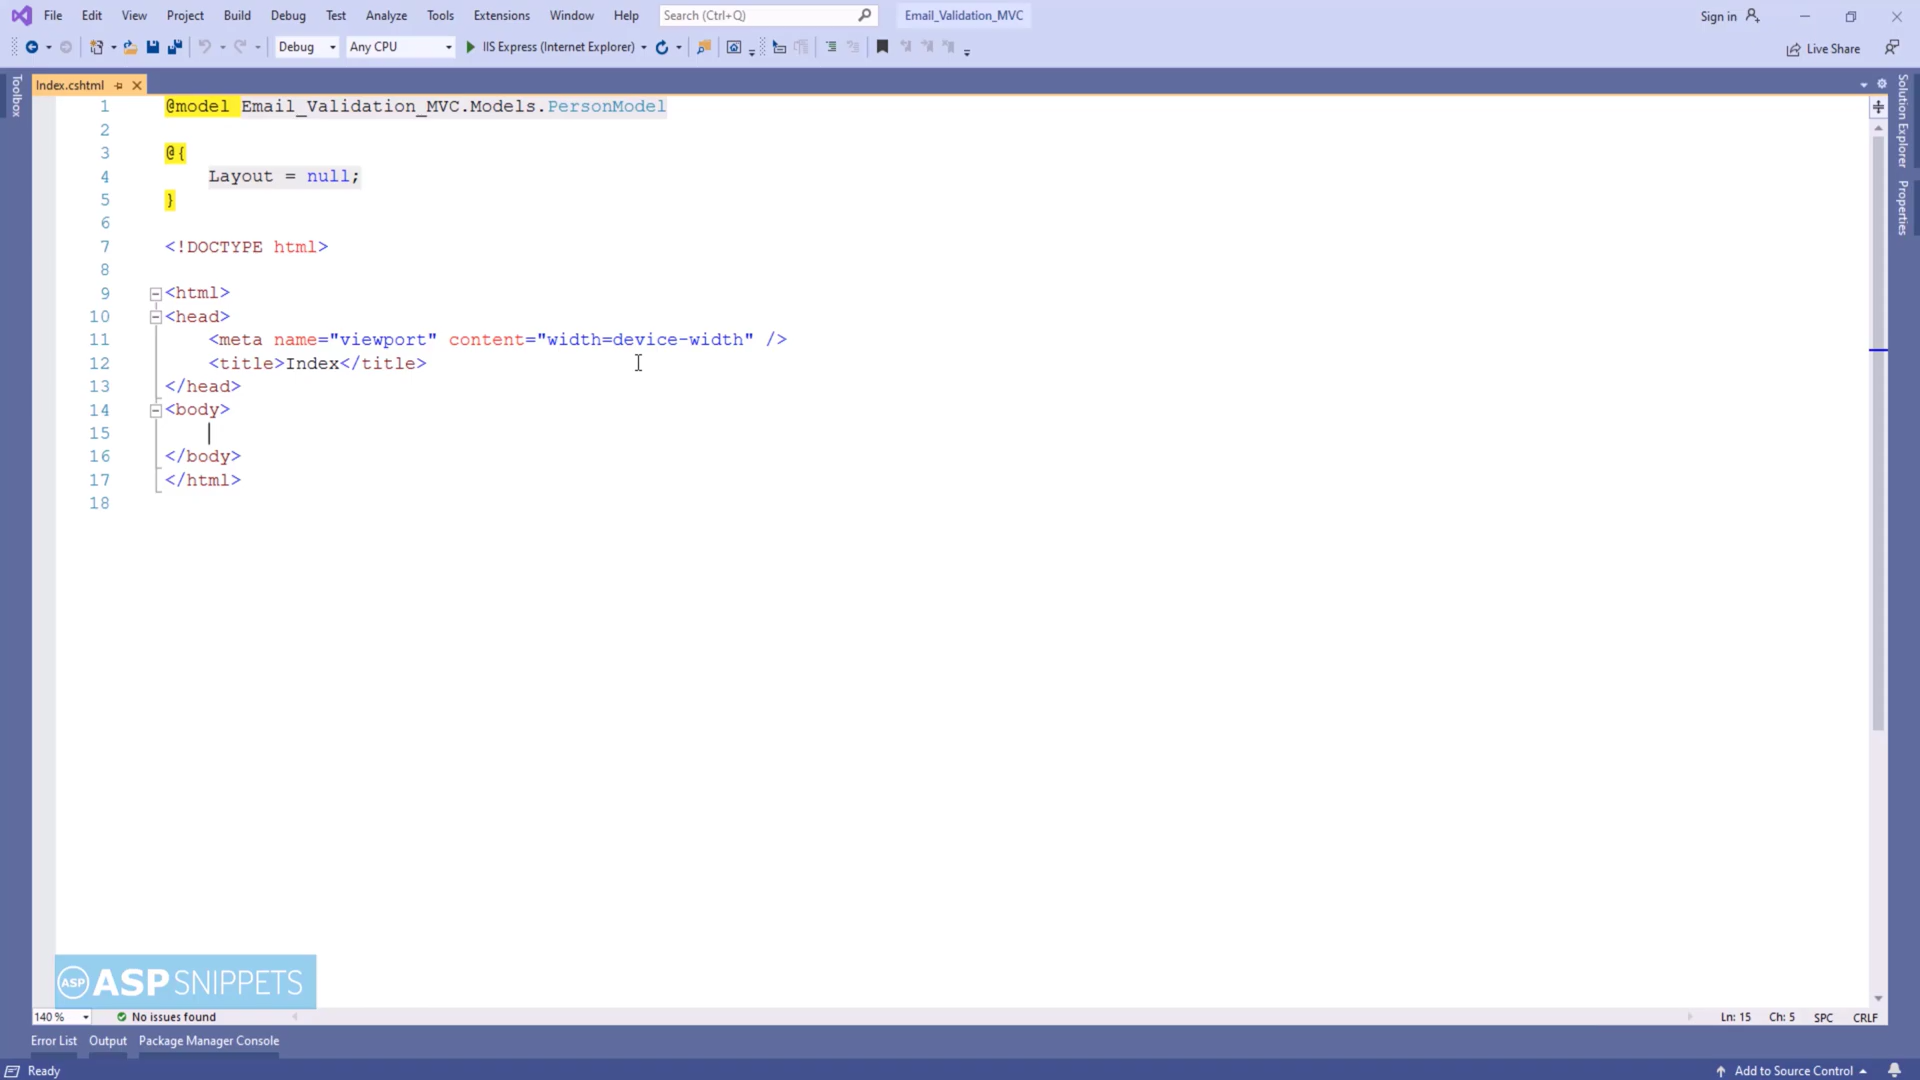 File Edit View Project Build Debug Test Analyze Tools Extensions Window Help Search (Ctrl+Q) Email_Validation_MVC Sign in
Debug Any CPU IIS Express (Internet Explorer) Live Share
Toolbox
Index.cshtml
Solution Explorer
Properties
1 @model Email_Validation_MVC.Models.PersonModel
2
3 @{
4 Layout = null;
5 }
6
7 <!DOCTYPE html>
8
9 <html>
10 <head>
11 <meta name="viewport" content="width=device-width" />
12 <title>Index</title>
13 </head>
14 <body>
15
16 </body>
17 </html>
18
ASP ASPSNIPPETS
140 % No issues found Ln: 15 Ch: 5 SPC CRLF
Error List Output Package Manager Console
Ready Add to Source Control